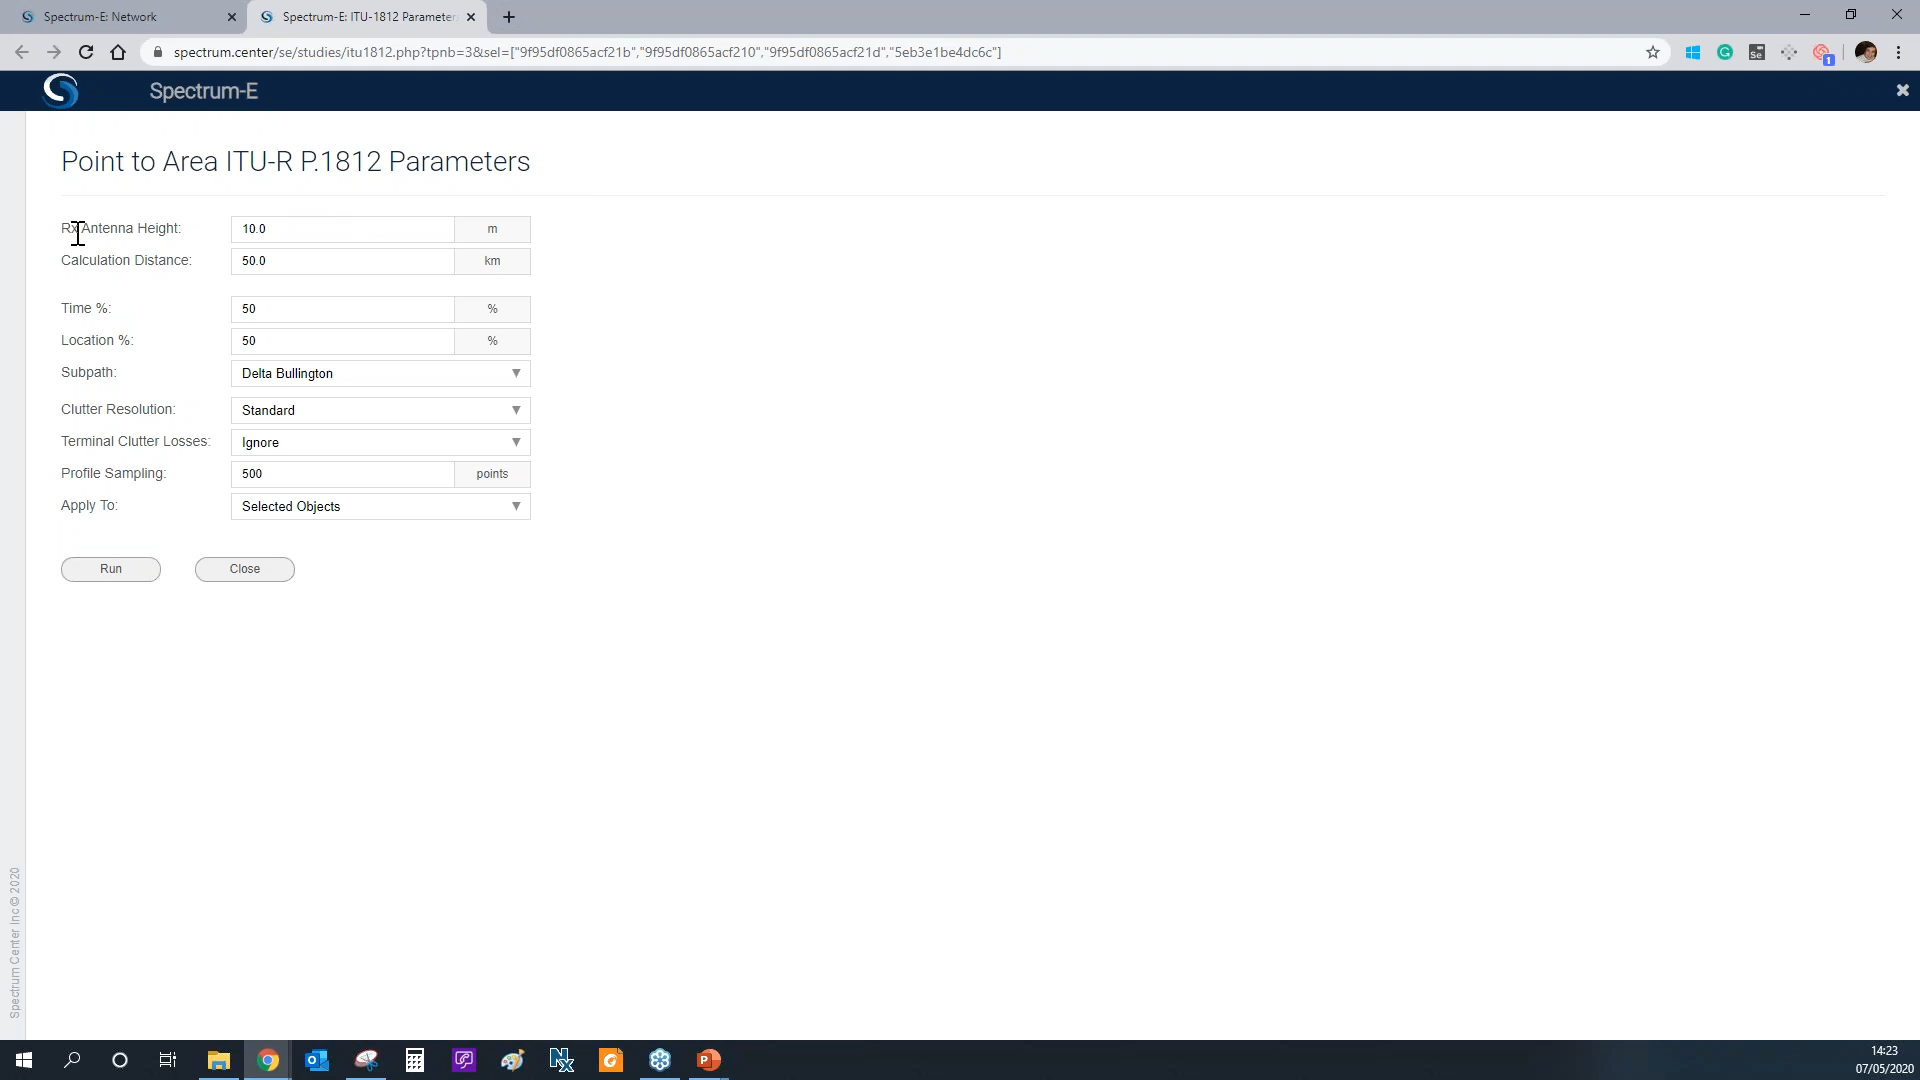 Spectrum-E: Network
Spectrum-E: ITU-1812 Parameter
spectrum.center/se/studies/itu1812.php?tpnb=3&sel=["9f95df0865acf21b","9f95df0865acf210","9f95df0865acf21d","5eb3e1be4dc6c"]
Se
1
Spectrum-E
Point to Area ITU-R P.1812 Parameters
Rx Antenna Height: 10.0 m
Calculation Distance: 50.0 km
Time %: 50 %
Location %: 50 %
Subpath: Delta Bullington
Clutter Resolution: Standard
Terminal Clutter Losses: Ignore
Profile Sampling: 500 points
Apply To: Selected Objects
Run Close
Spectrum Center Inc © 2020
14:23
07/05/2020